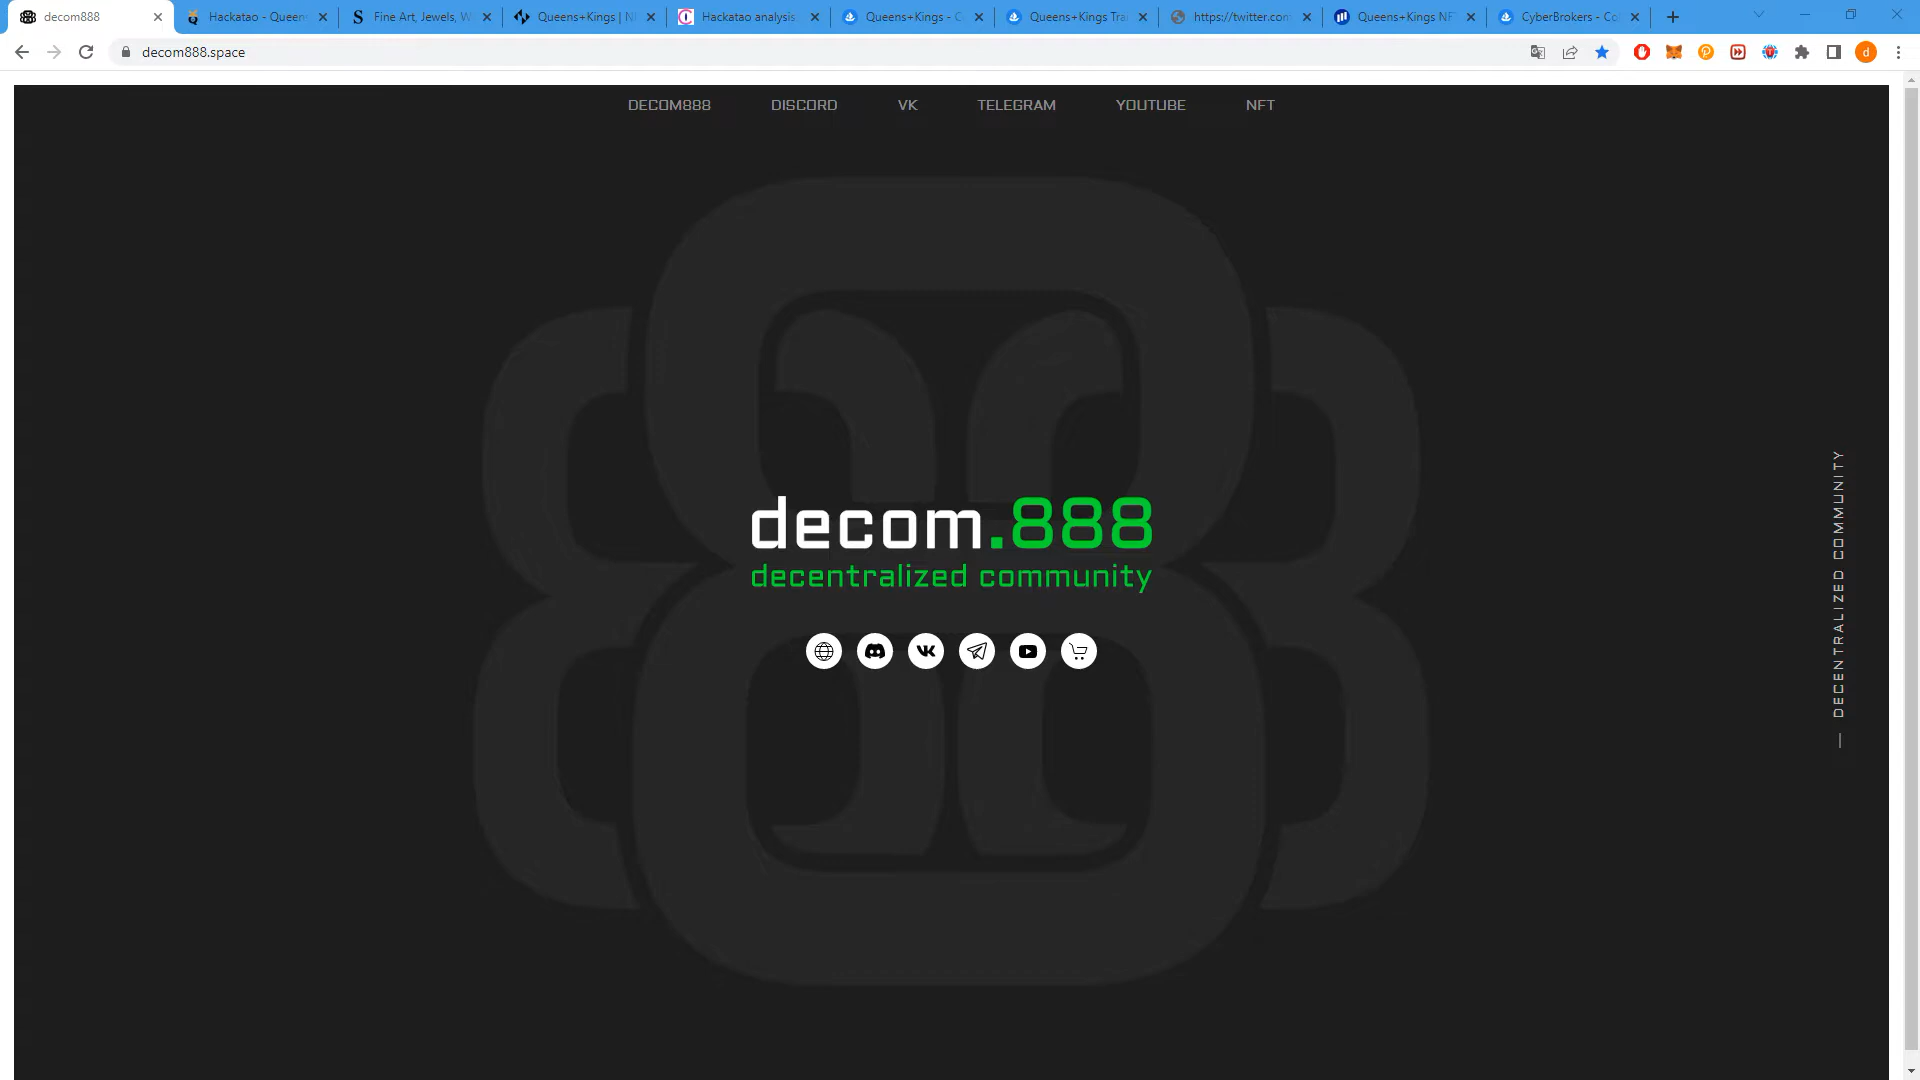 decom888
Hackatao - Queen
Fine Art, Jewels, W
Queens+Kings | N
Hackatao analysis
Queens+Kings - C
Queens+Kings Tra
https://twitter.com
Queens+Kings NF
CyberBrokers - Co
decom888.space
d
DECOM888
DISCORD
VK
TELEGRAM
YOUTUBE
NFT
decom.888
decentralized community
— DECENTRALIZED COMMUNITY